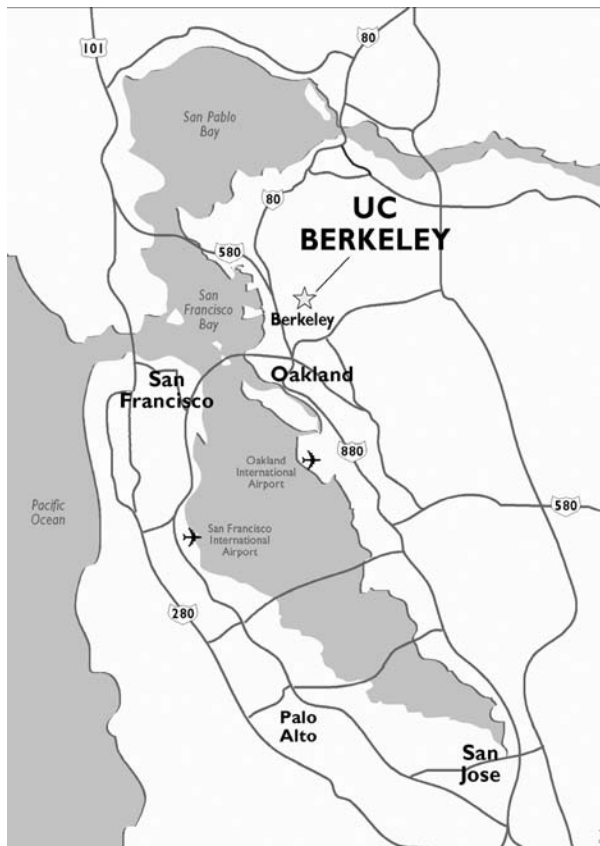 80
101
San Pablo
Bay
80
UC
BERKELEY
580
San
Francisco
Bay
Berkeley
San
Francisco
Oakland
880
Oakland
International
Airport
Pacific
Ocean
580
San Francisco
International
Airport
280
Palo
Alto
San
Jose